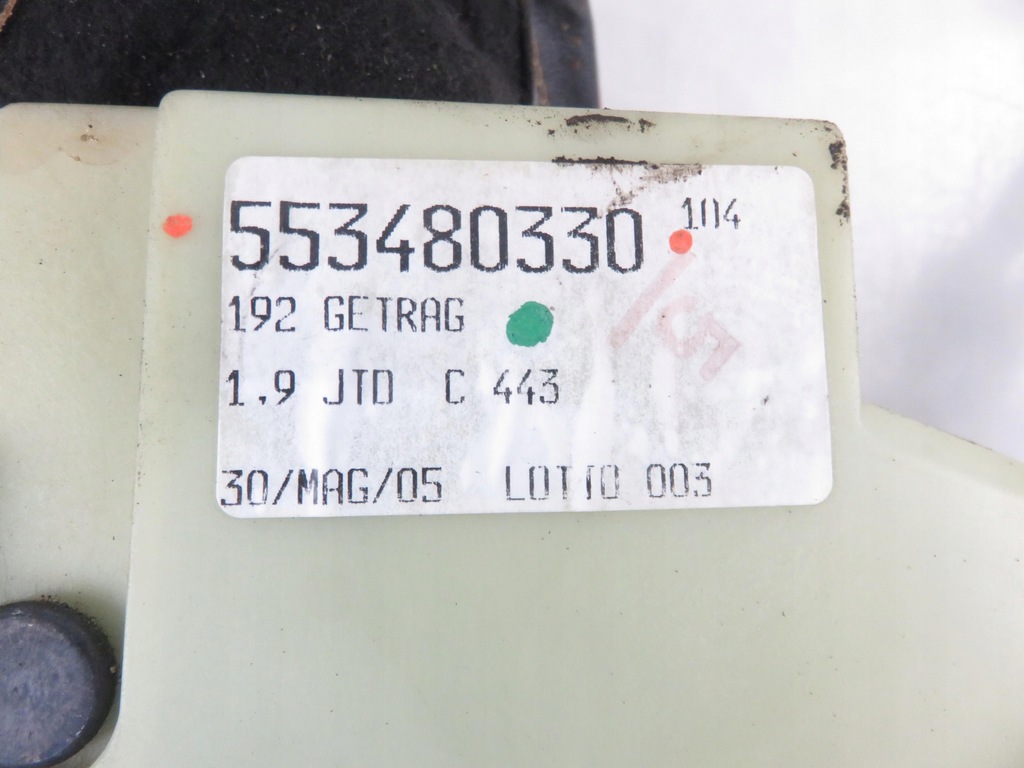 553480330 104
192 GETRAG
1.9 JTD C 443
30/MAG/05 LOTTO 003